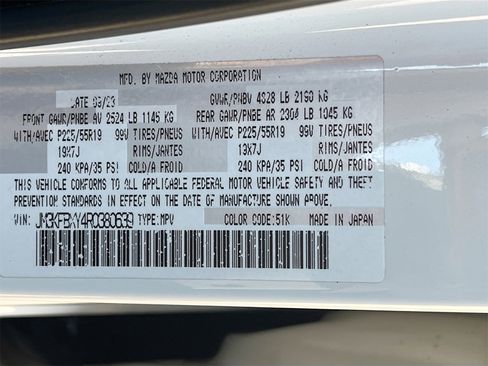 MFD. BY MAZDA MOTOR CORPORATION
DATE 09/23 GVWR/PNBV 4828 LB 2190 KG
FRONT GAWR/PNBE AV 2524 LB 1145 KG REAR GAWR/PNBE AR 2304 LB 1045 KG
WITH/AVEC P225/55R19 99V TIRES/PNEUS WITH/AVEC P225/55R19 99V TIRES/PNEUS
19X7J RIMS/JANTES 19X7J RIMS/JANTES
240 KPA/35 PSI COLD/A FROID 240 KPA/35 PSI COLD/A FROID
THIS VEHICLE CONFORMS TO ALL APPLICABLE FEDERAL MOTOR VEHICLE SAFETY AND THEFT
PREVENTION STANDARDS IN EFFECT ON THE DATE OF MANUFACTURE SHOWN ABOVE.
VIN: JM3KFBXY4R0380639 TYPE:MPV COLOR CODE:51K MADE IN JAPAN